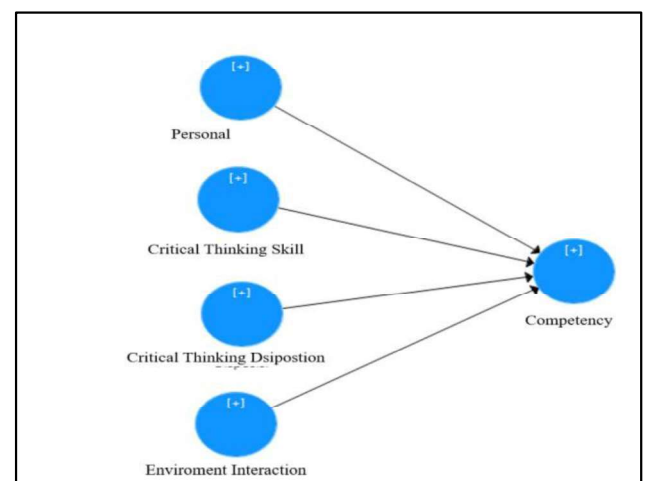 [+]
Personal
[+]
Critical Thinking Skill
[+]
Competency
[+]
Critical Thinking Dsipostion
[+]
Enviroment Interaction
[+]